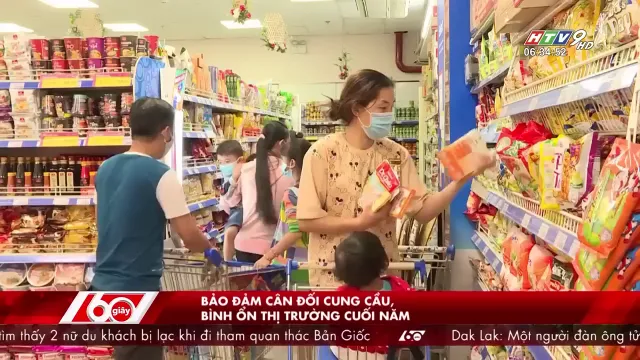 HTV9 HD
06:34:52
60 giây
BẢO ĐẢM CÂN ĐỐI CUNG CẦU,
BÌNH ỔN THỊ TRƯỜNG CUỐI NĂM
tìm thấy 2 nữ du khách bị lạc khi đi tham quan thác Bản Giốc 60 Dak Lak: Một người đàn ông t